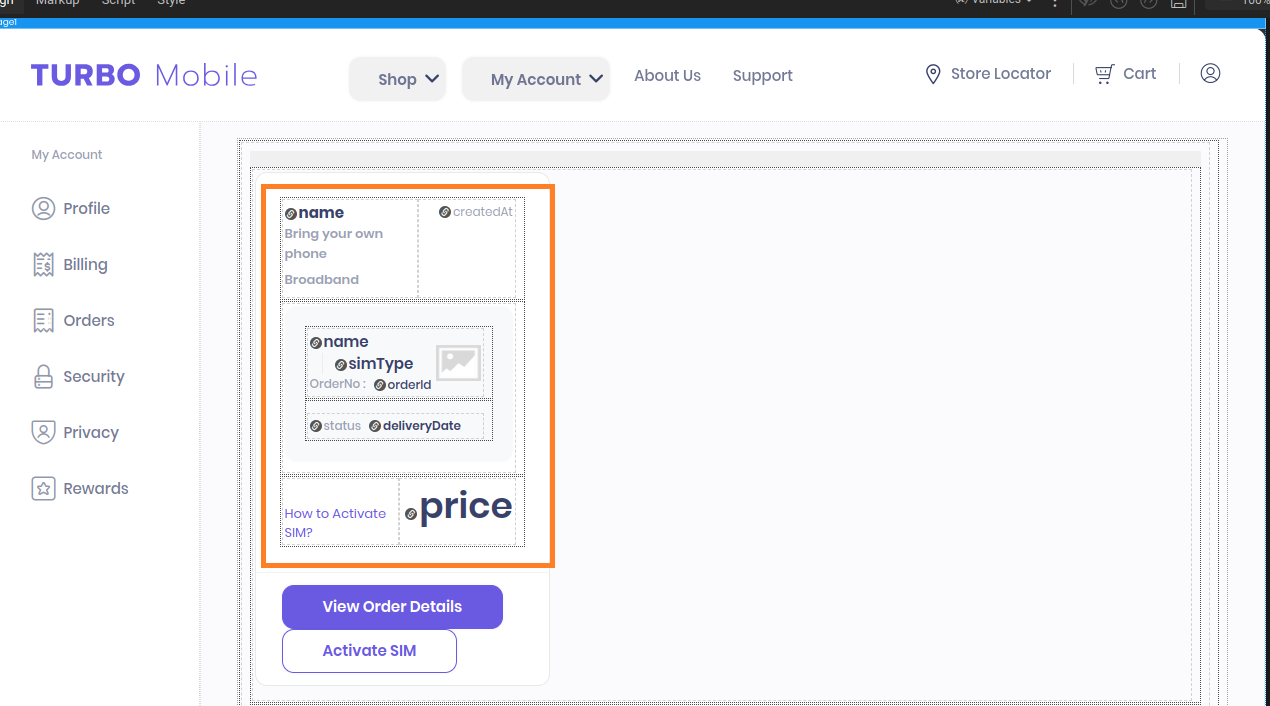 Markup Script Style
Variables
100%
TURBO Mobile
Shop
My Account
About Us
Support
Store Locator
Cart
My Account
Profile
Billing
Orders
Security
Privacy
Rewards
name
createdAt
Bring your own
phone
Broadband
name
simType
OrderNo : orderId
status deliveryDate
How to Activate
SIM?
price
View Order Details
Activate SIM